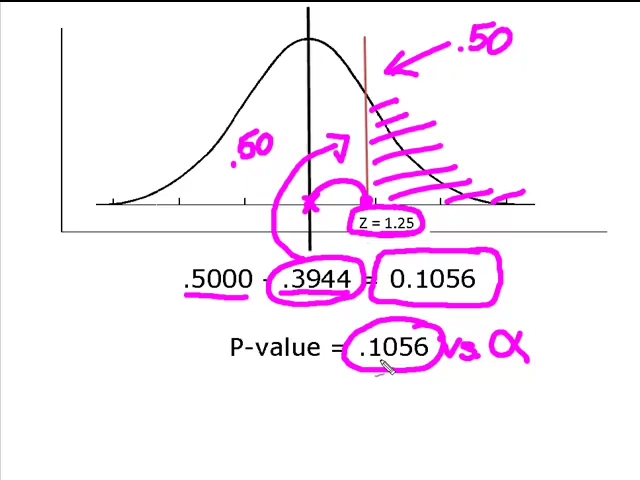 .50
.50
Z = 1.25
.5000 - .3944 = 0.1056
P-value = .1056 vs. α